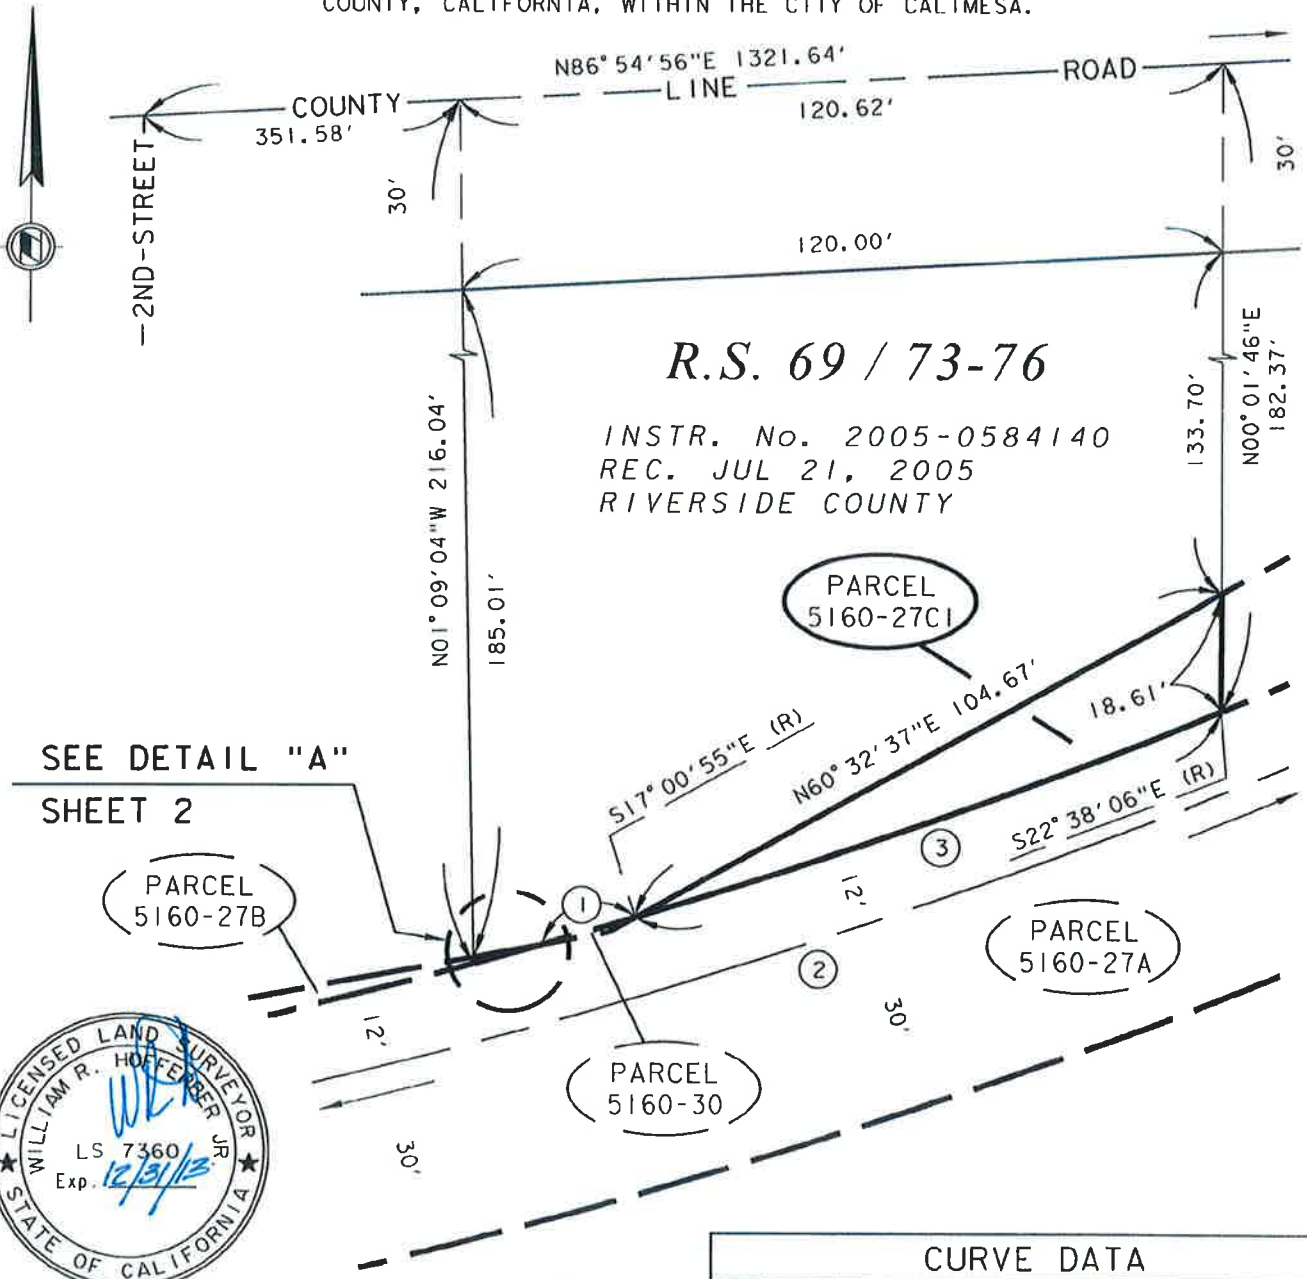 COUNTY, CALIFORNIA, WITHIN THE CITY OF CALIMESA.
N86°54'56"E 1321.64'
COUNTY LINE ROAD
351.58'
120.62'
2ND STREET
30'
30'
120.00'
R.S. 69 / 73-76
INSTR. No. 2005-0584140
REC. JUL 21, 2005
RIVERSIDE COUNTY
N01°09'04"W 216.04'
185.01'
133.70'
N00°01'46"E
182.37'
PARCEL
5160-27C1
S17°00'55"E (R)
N60°32'37"E 104.67'
18.61'
S22°38'06"E (R)
SEE DETAIL "A"
SHEET 2
PARCEL
5160-27B
1
3
12'
2
PARCEL
5160-27A
12'
30'
PARCEL
5160-30
30'
LICENSED LAND SURVEYOR
WILLIAM R. HOFFERBER JR
LS 7360
Exp. 12/31/13
STATE OF CALIFORNIA
CURVE DATA